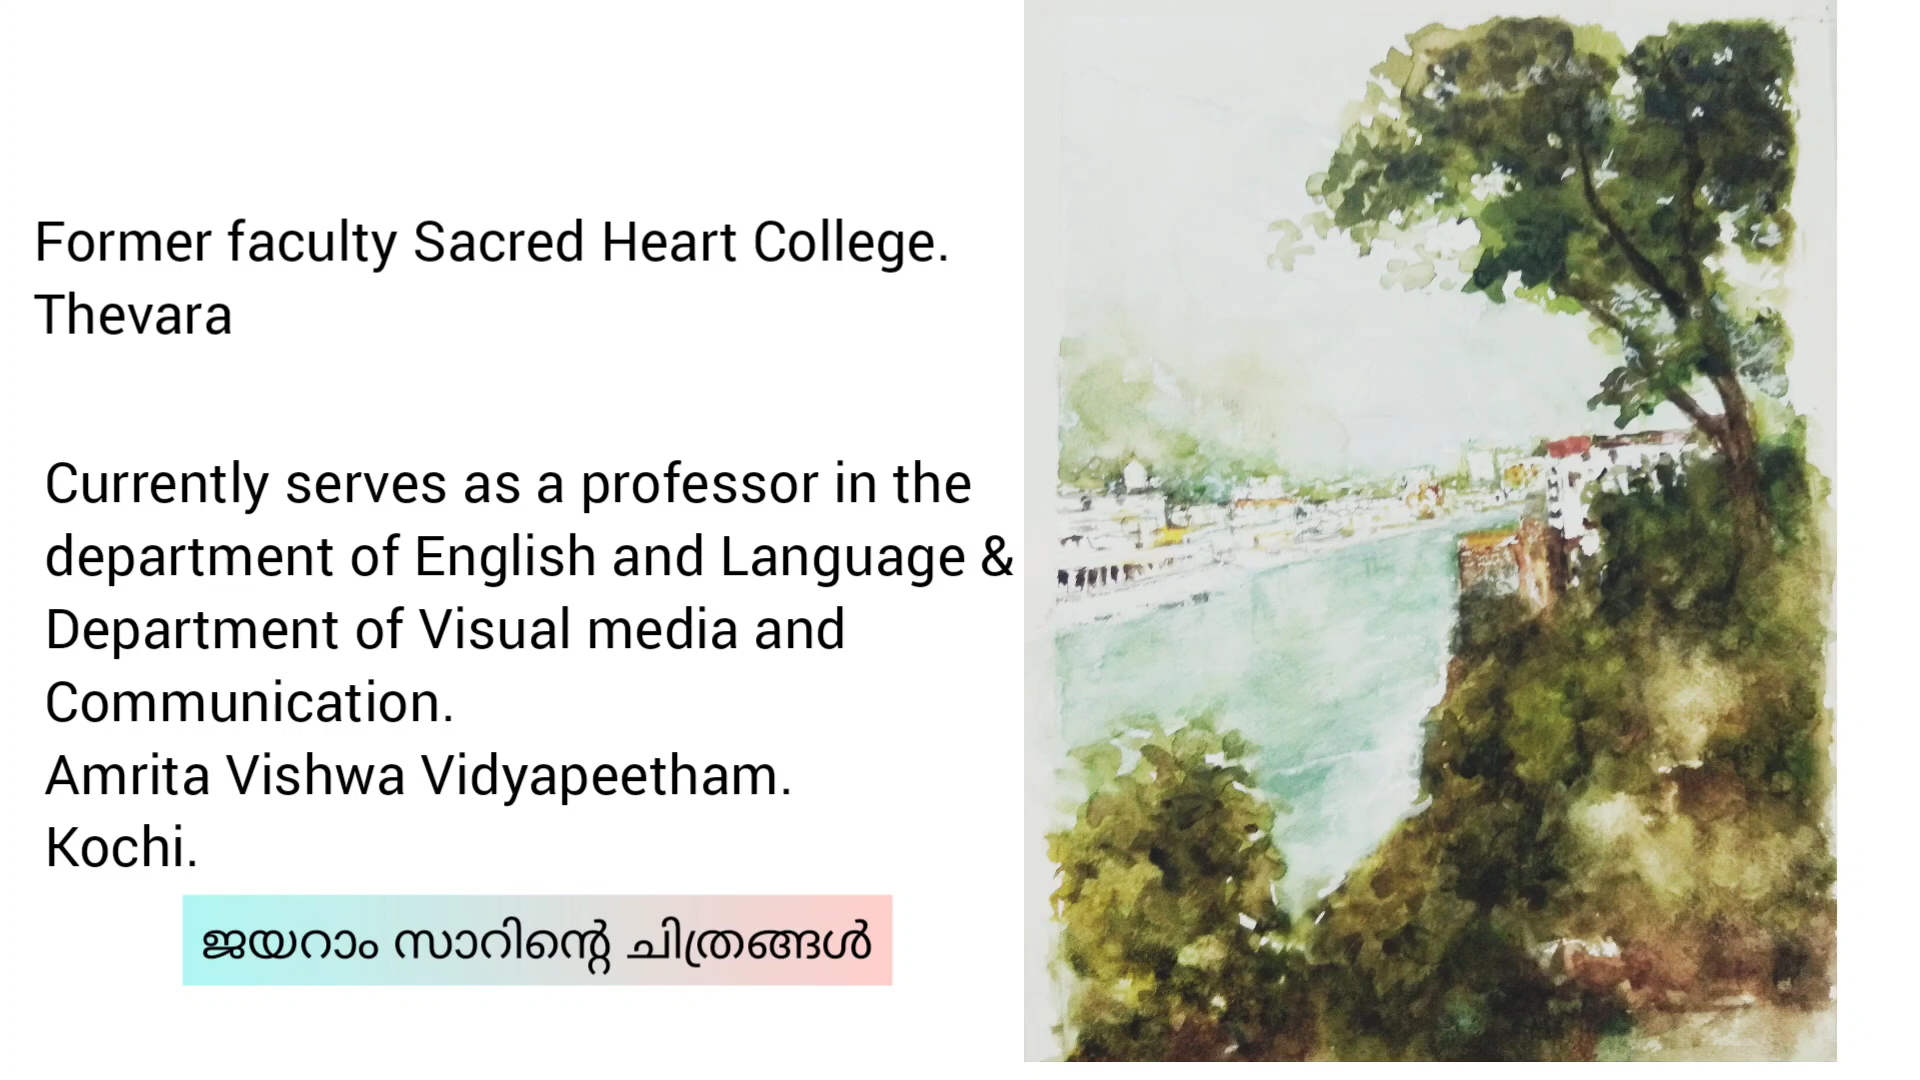 Former faculty Sacred Heart College.
Thevara
Currently serves as a professor in the
department of English and Language &
Department of Visual media and
Communication.
Amrita Vishwa Vidyapeetham.
Kochi.
ജയറാം സാറിന്റെ ചിത്രങ്ങൾ